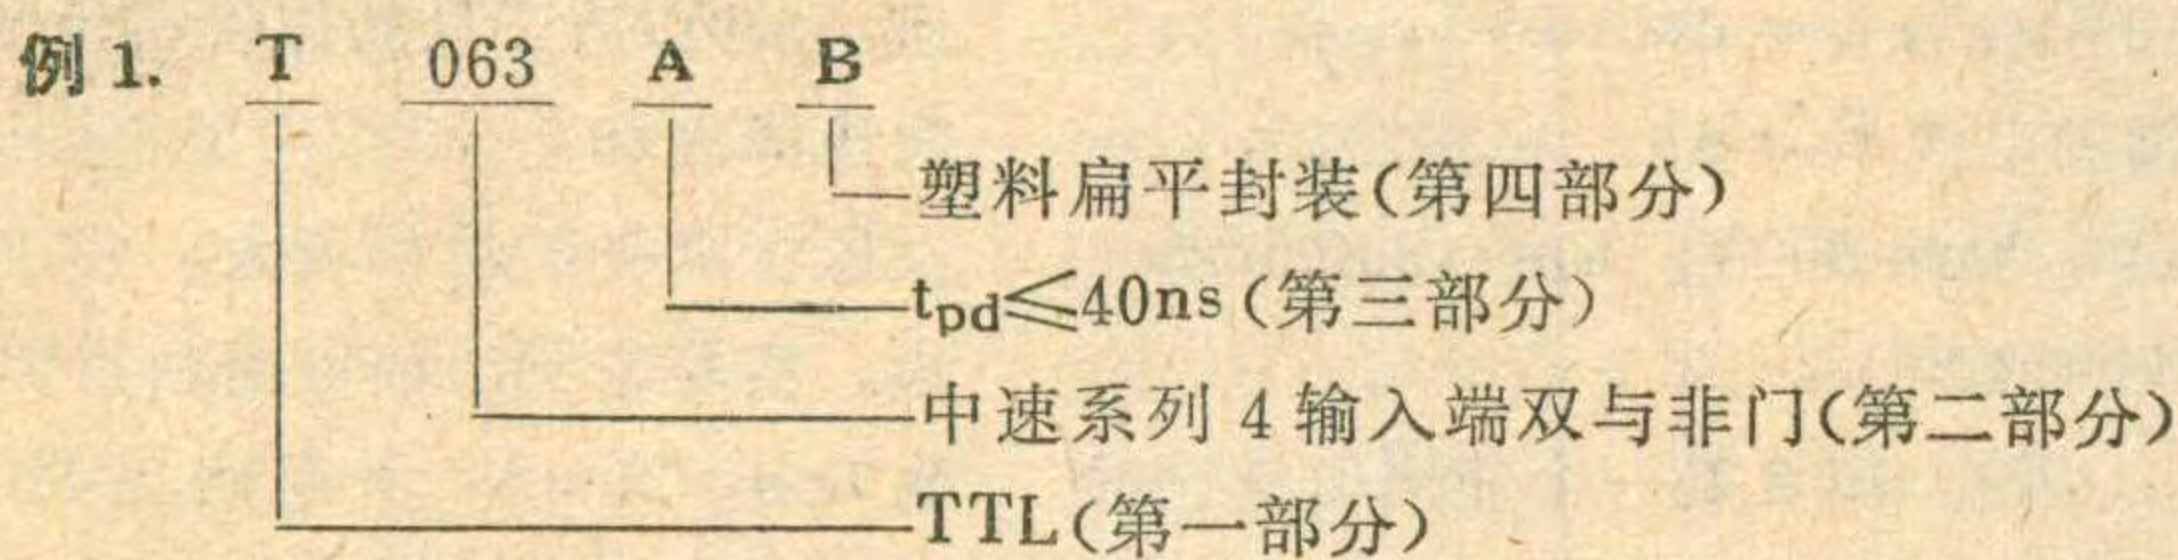 例 1. T 063 A B
塑料扁平封装(第四部分)
tpd≦40ns(第三部分)
中速系列 4 输入端双与非门(第二部分)
TTL(第一部分)